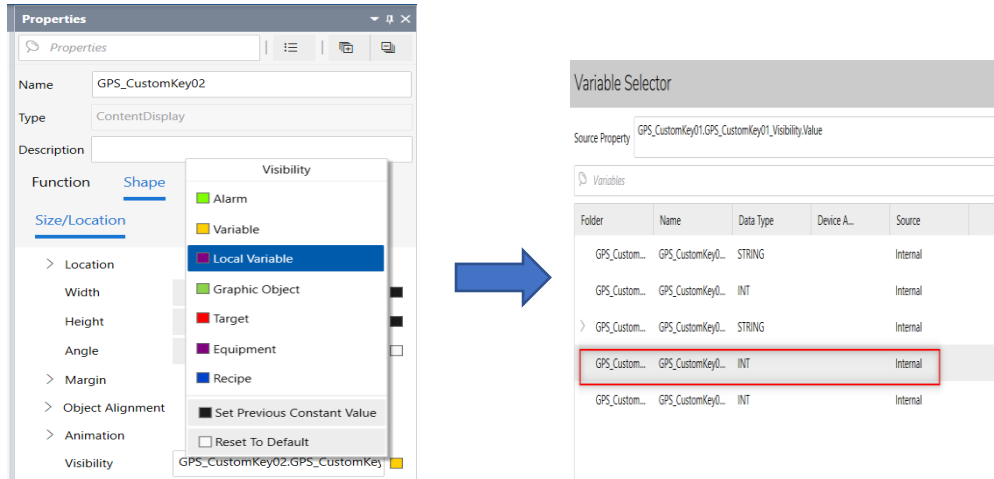 Properties
Properties
Name GPS_CustomKey02
Type ContentDisplay
Description
Function Shape
Size/Location
Location
Width
Height
Angle
Margin
Object Alignment
Animation
Visibility GPS_CustomKey02.GPS_CustomKey
Visibility
Alarm
Variable
Local Variable
Graphic Object
Target
Equipment
Recipe
Set Previous Constant Value
Reset To Default
Variable Selector
Source Property GPS_CustomKey01.GPS_CustomKey01_Visibility.Value
Variables
Folder Name Data Type Device A... Source
GPS_Custom... GPS_CustomKey0... STRING Internal
GPS_Custom... GPS_CustomKey0... INT Internal
GPS_Custom... GPS_CustomKey0... STRING Internal
GPS_Custom... GPS_CustomKey0... INT Internal
GPS_Custom... GPS_CustomKey0... INT Internal